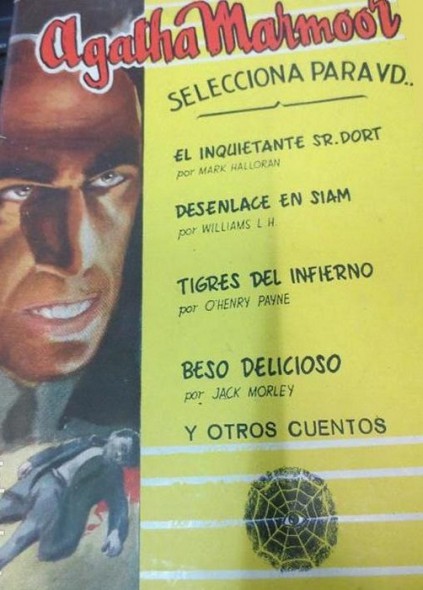 Agatha Marmoor
SELECCIONA PARA VD..
EL INQUIETANTE SR. DORT
por MARK HALLORAN
DESENLACE EN SIAM
por WILLIAMS L H.
TIGRES DEL INFIERNO
por O'HENRY PAYNE
BESO DELICIOSO
por JACK MORLEY
Y OTROS CUENTOS